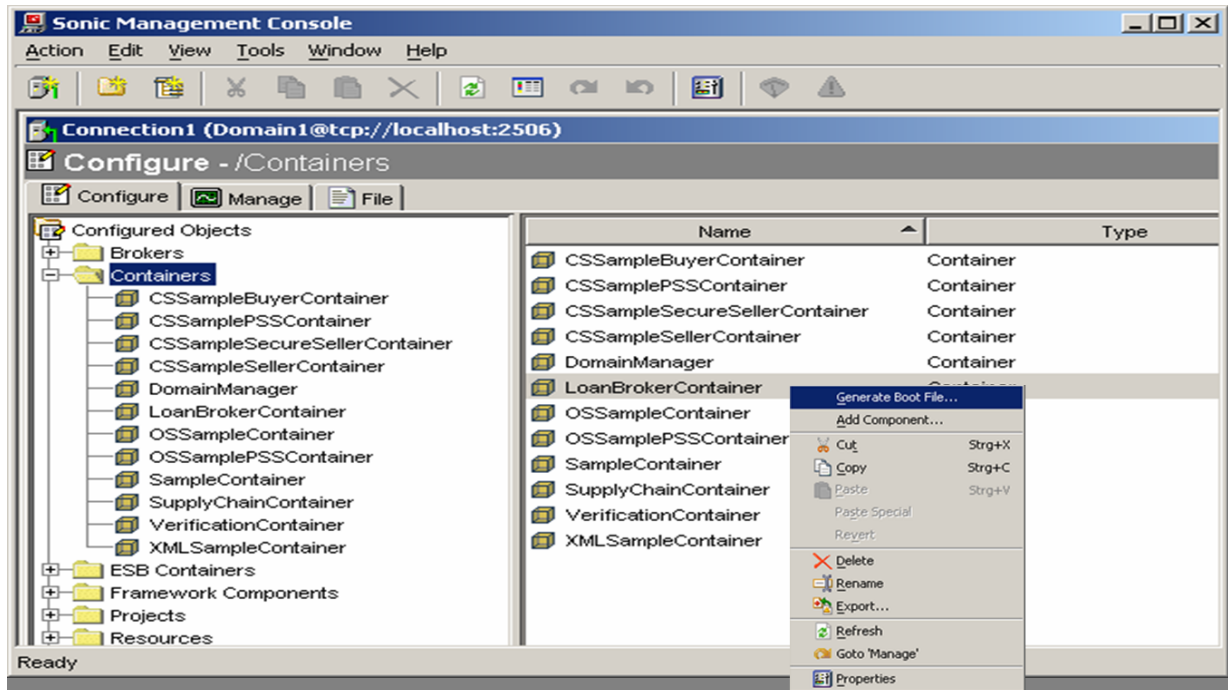 Sonic Management Console
Action Edit View Tools Window Help
Connection1 (Domain1@tcp://localhost:2506)
Configure - /Containers
Configure Manage File
Configured Objects
Brokers
Containers
CSSampleBuyerContainer
CSSamplePSSContainer
CSSampleSecureSellerContainer
CSSampleSellerContainer
DomainManager
LoanBrokerContainer
OSSampleContainer
OSSamplePSSContainer
SampleContainer
SupplyChainContainer
VerificationContainer
XMLSampleContainer
ESB Containers
Framework Components
Projects
Resources
Name Type
CSSampleBuyerContainer Container
CSSamplePSSContainer Container
CSSampleSecureSellerContainer Container
CSSampleSellerContainer Container
DomainManager Container
LoanBrokerContainer
OSSampleContainer
OSSamplePSSContainer
SampleContainer
SupplyChainContainer
VerificationContainer
XMLSampleContainer
Generate Boot File...
Add Component...
Cut Strg+X
Copy Strg+C
Paste Strg+V
Paste Special
Revert
Delete
Rename
Export...
Refresh
Goto 'Manage'
Properties
Ready